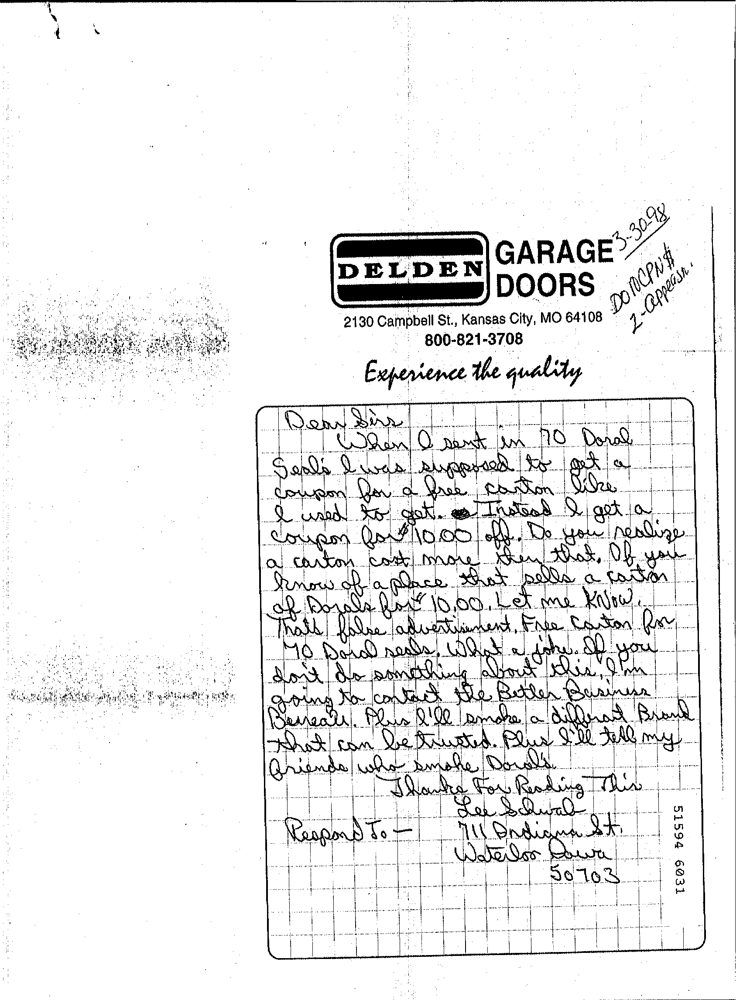 3-30-98
DELDEN GARAGE DOORS
DORCPN$
2-appeasm.
2130 Campbell St., Kansas City, MO 64108
800-821-3708
Experience the quality
Dear Sirs
When I sent in 70 Doral
Seals I was supposed to get a
coupon for a free carton like
I used to get. Instead I get a
coupon for $10.00 off. Do you realize
a carton cost more then that. If you
know of a place that sells a carton
of Dorals for $10.00. Let me KNow.
That's false advertisement. Free Carton for
70 Doral seals. What a joke. If you
don't do something about this, I'm
going to contact the Better Business
Beureau. Plus I'll smoke a different Brand
that can be trusted. Plus I'll tell my
friends who smoke Dorals.
Thanks For Reading This
Lee Schwab
Respond To - 711 Indiana St.
Waterloo Iowa
50703
51594 6031